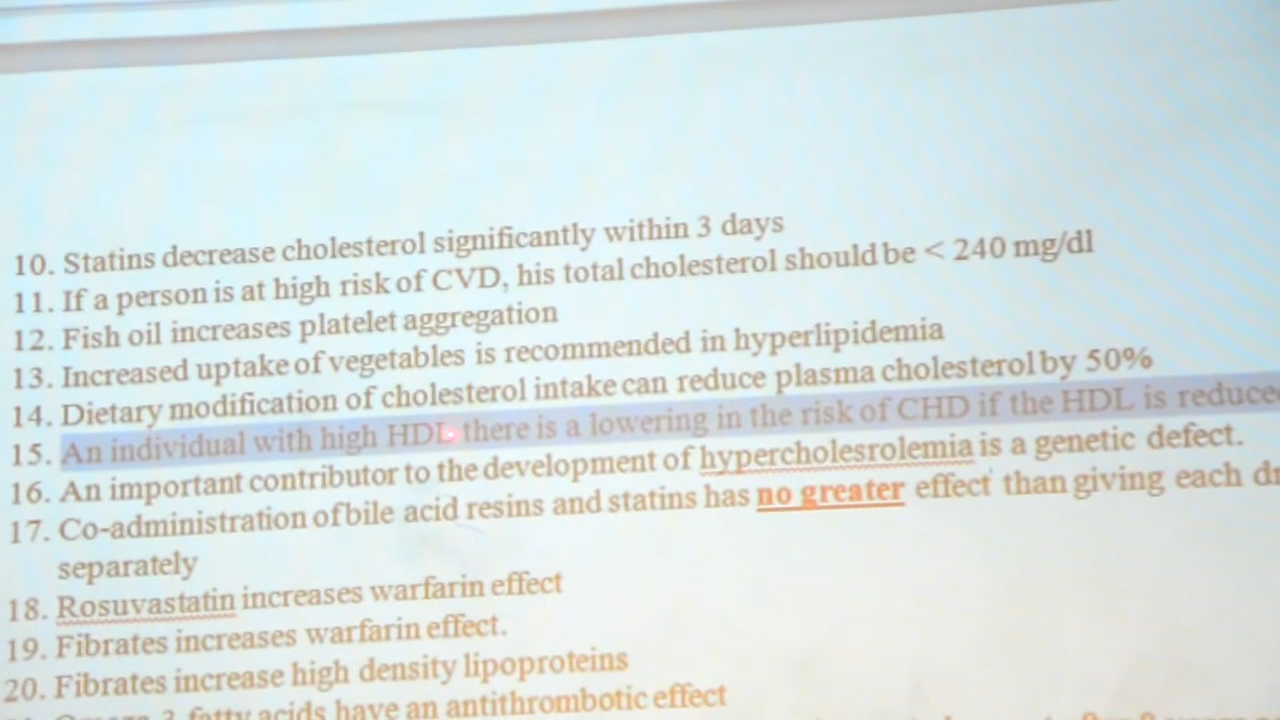 10. Statins decrease cholesterol significantly within 3 days
11. If a person is at high risk of CVD, his total cholesterol should be < 240 mg/dl
12. Fish oil increases platelet aggregation
13. Increased uptake of vegetables is recommended in hyperlipidemia
14. Dietary modification of cholesterol intake can reduce plasma cholesterol by 50%
15. An individual with high HDL there is a lowering in the risk of CHD if the HDL is reduce
16. An important contributor to the development of hypercholesrolemia is a genetic defect.
17. Co-administration of bile acid resins and statins has no greater effect than giving each
separately
18. Rosuvastatin increases warfarin effect
19. Fibrates increases warfarin effect.
20. Fibrates increase high density lipoproteins
Omega 3 fatty acids have an antithrombotic effect